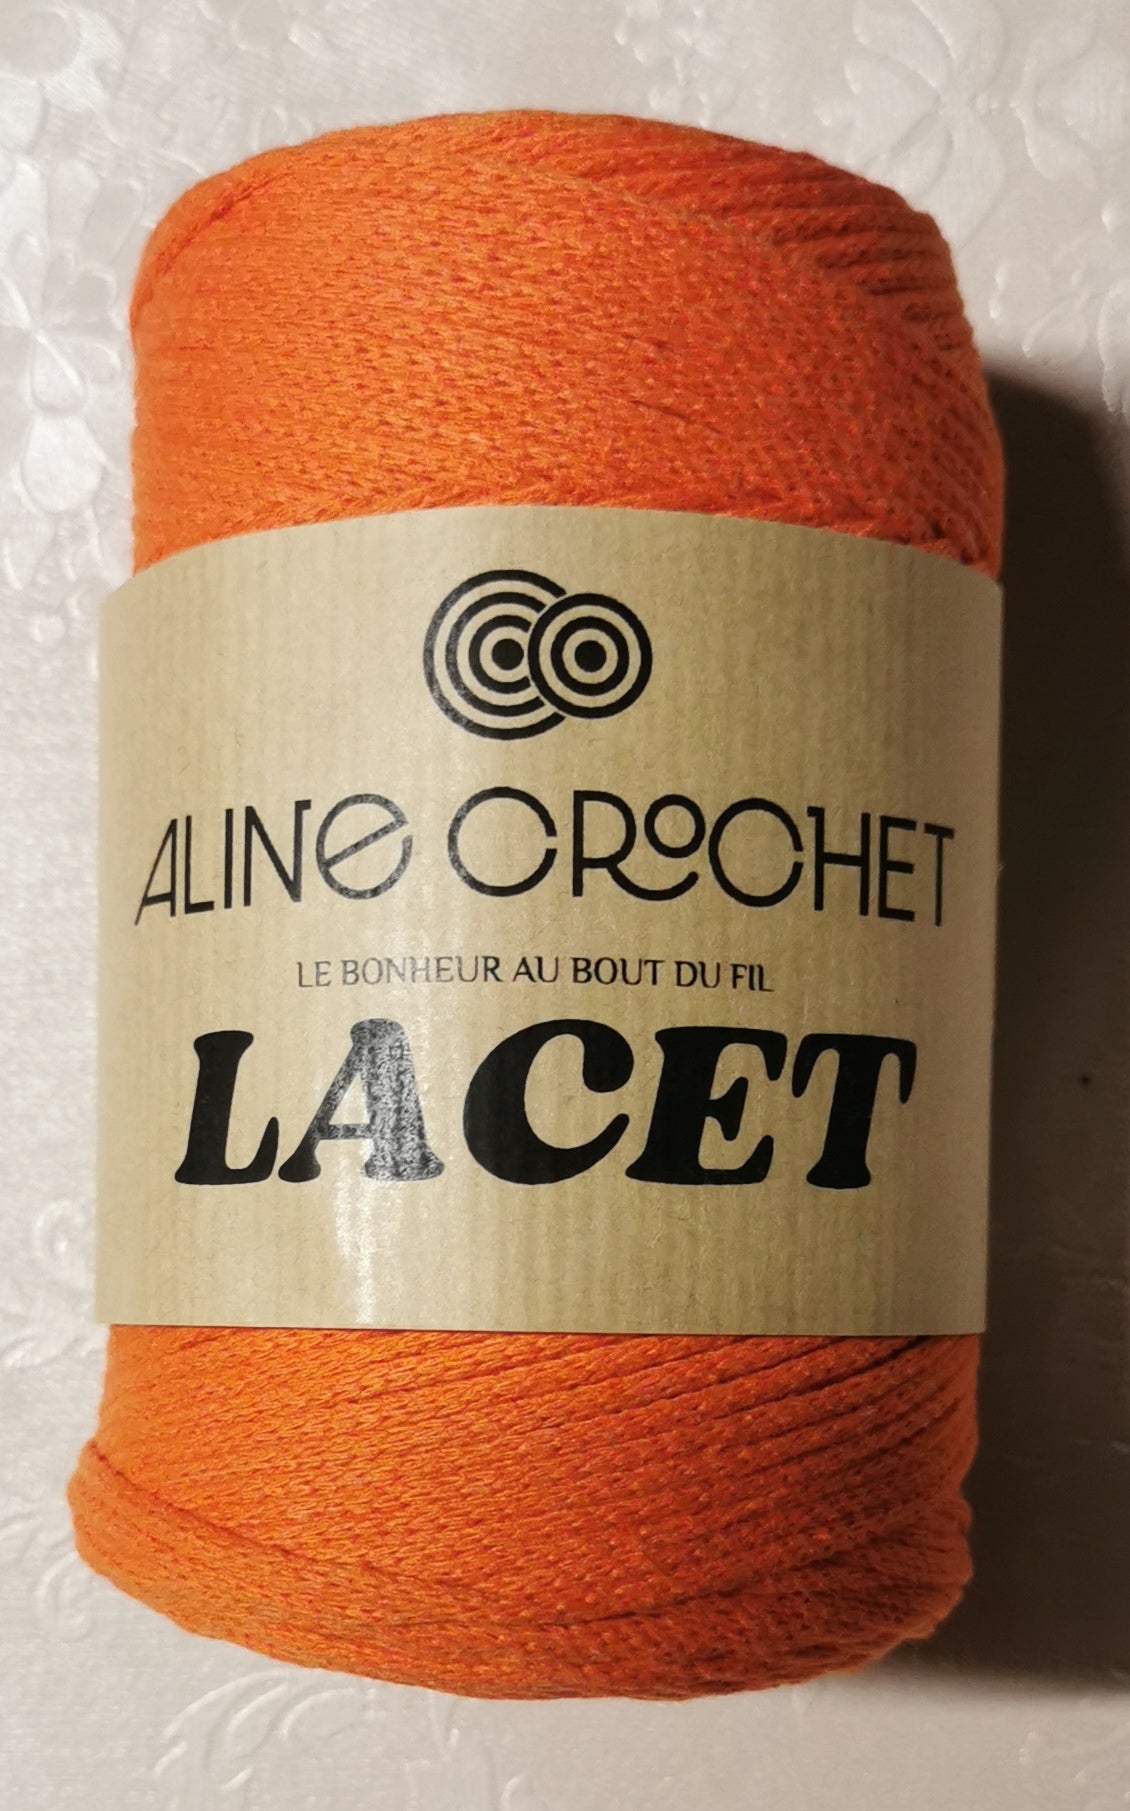 ALINE CROCHET
LE BONHEUR AU BOUT DU FIL
LACET